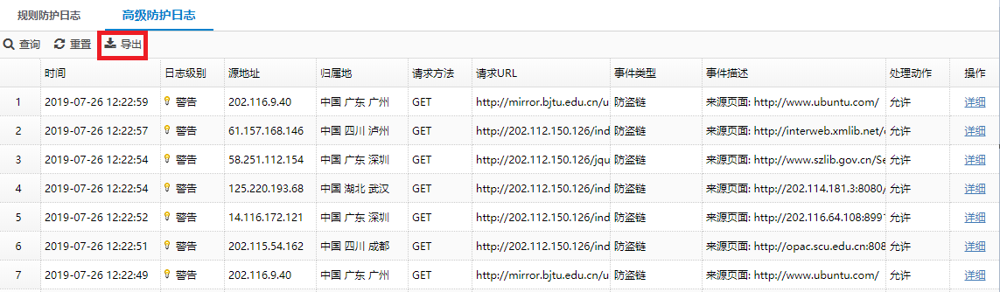 规则防护日志 高级防护日志
查询 重置 导出
时间 日志级别 源地址 归属地 请求方法 请求URL 事件类型 事件描述 处理动作 操作
1 2019-07-26 12:22:59 警告 202.116.9.40 中国 广东 广州 GET http://mirror.bjtu.edu.cn/u 防盗链 来源页面: http://www.ubuntu.com/ 允许 详细
2 2019-07-26 12:22:57 警告 61.157.168.146 中国 四川 泸州 GET http://202.112.150.126/ind 防盗链 来源页面: http://interweb.xmlib.net/ 允许 详细
3 2019-07-26 12:22:54 警告 58.251.112.154 中国 广东 深圳 GET http://202.112.150.126/jqu 防盗链 来源页面: http://www.szlib.gov.cn/Se 允许 详细
4 2019-07-26 12:22:54 警告 125.220.193.68 中国 湖北 武汉 GET http://202.112.150.126/ind 防盗链 来源页面: http://202.114.181.3:8080/ 允许 详细
5 2019-07-26 12:22:52 警告 14.116.172.121 中国 广东 深圳 GET http://202.112.150.126/ind 防盗链 来源页面: http://202.116.64.108:8991 允许 详细
6 2019-07-26 12:22:51 警告 202.115.54.162 中国 四川 成都 GET http://202.112.150.126/ind 防盗链 来源页面: http://opac.scu.edu.cn:808 允许 详细
7 2019-07-26 12:22:49 警告 202.116.9.40 中国 广东 广州 GET http://mirror.bjtu.edu.cn/u 防盗链 来源页面: http://www.ubuntu.com/ 允许 详细